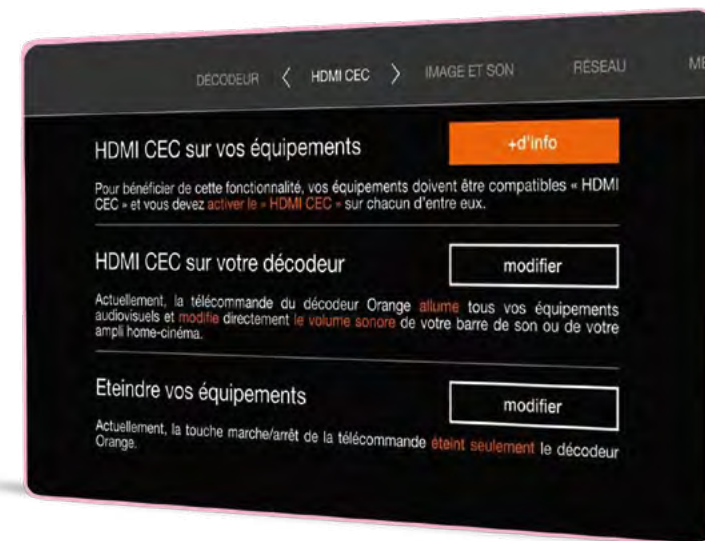 DÉCODEUR < HDMI CEC > IMAGE ET SON RÉSEAU
HDMI CEC sur vos équipements
+d'info
Pour bénéficier de cette fonctionnalité, vos équipements doivent être compatibles « HDMI
CEC » et vous devez activer le « HDMI CEC » sur chacun d'entre eux.
HDMI CEC sur votre décodeur
modifier
Actuellement, la télécommande du décodeur Orange allume tous vos équipements
audiovisuels et modifie directement le volume sonore de votre barre de son ou de votre
ampli home-cinéma.
Eteindre vos équipements
modifier
Actuellement, la touche marche/arrêt de la télécommande éteint seulement le décodeur
Orange.